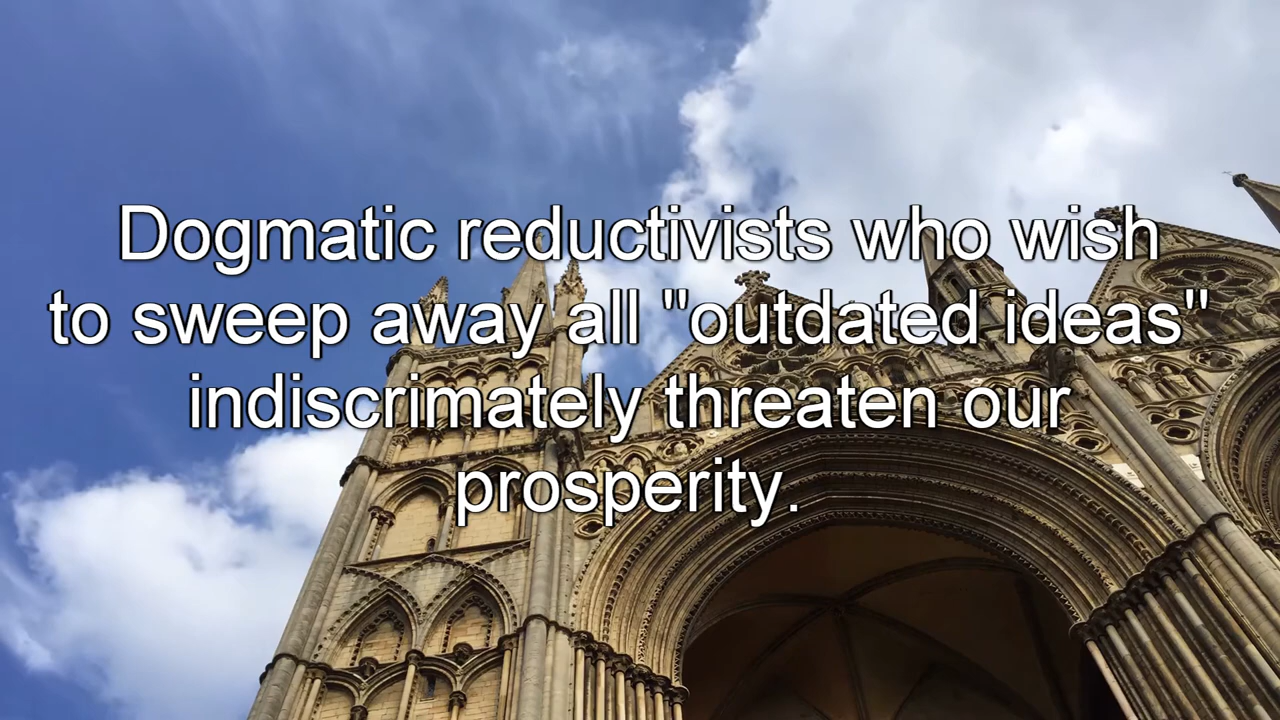 Dogmatic reductivists who wish
to sweep away all "outdated ideas"
indiscrimately threaten our
prosperity.